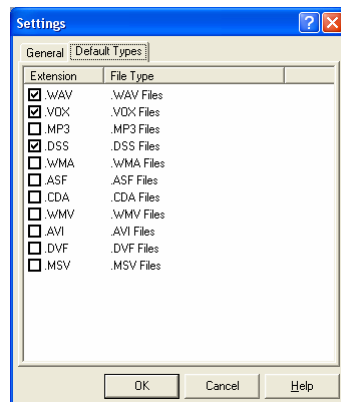 Settings
General Default Types
Extension File Type
.WAV .WAV Files
.VOX .VOX Files
.MP3 .MP3 Files
.DSS .DSS Files
.WMA .WMA Files
.ASF .ASF Files
.CDA .CDA Files
.WMV .WMV Files
.AVI .AVI Files
.DVF .DVF Files
.MSV .MSV Files
OK Cancel Help